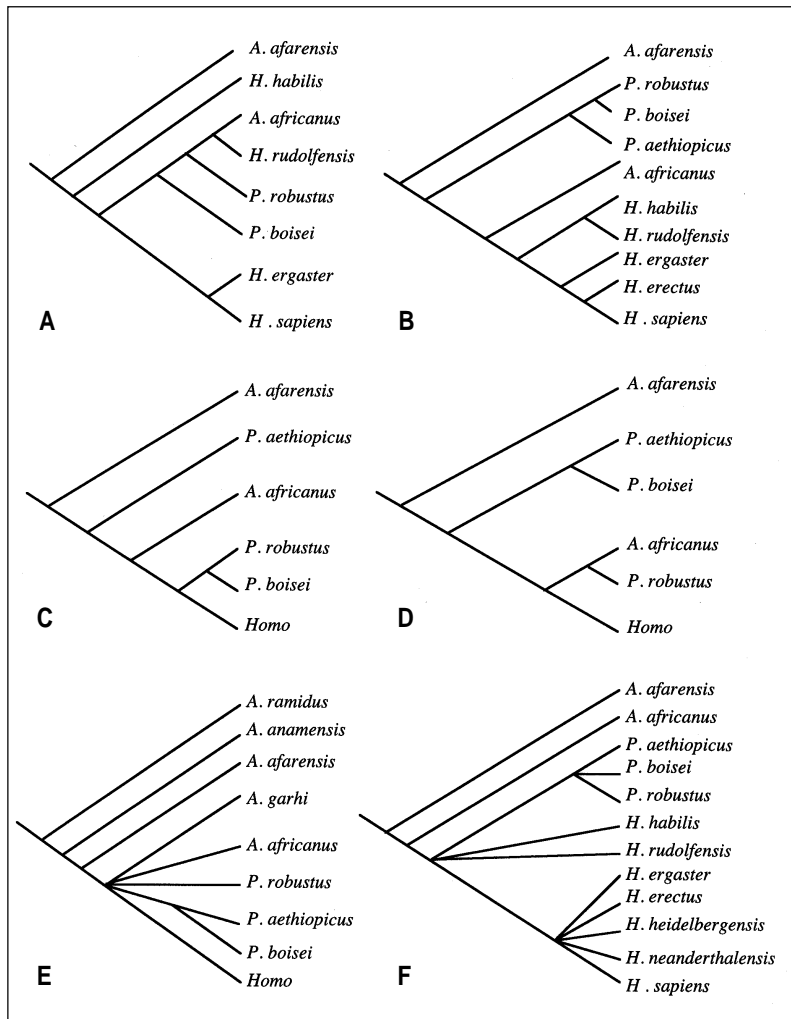 A. afarensis
H. habilis
A. africanus
H. rudolfensis
P. robustus
P. boisei
H. ergaster
H. sapiens
A
A. afarensis
P. robustus
P. boisei
P. aethiopicus
A. africanus
H. habilis
H. rudolfensis
H. ergaster
H. erectus
H. sapiens
B
A. afarensis
P. aethiopicus
A. africanus
P. robustus
P. boisei
Homo
C
A. afarensis
P. aethiopicus
P. boisei
A. africanus
P. robustus
Homo
D
A. ramidus
A. anamensis
A. afarensis
A. garhi
A. africanus
P. robustus
P. aethiopicus
P. boisei
Homo
E
A. afarensis
A. africanus
P. aethiopicus
P. boisei
P. robustus
H. habilis
H. rudolfensis
H. ergaster
H. erectus
H. heidelbergensis
H. neanderthalensis
H. sapiens
F